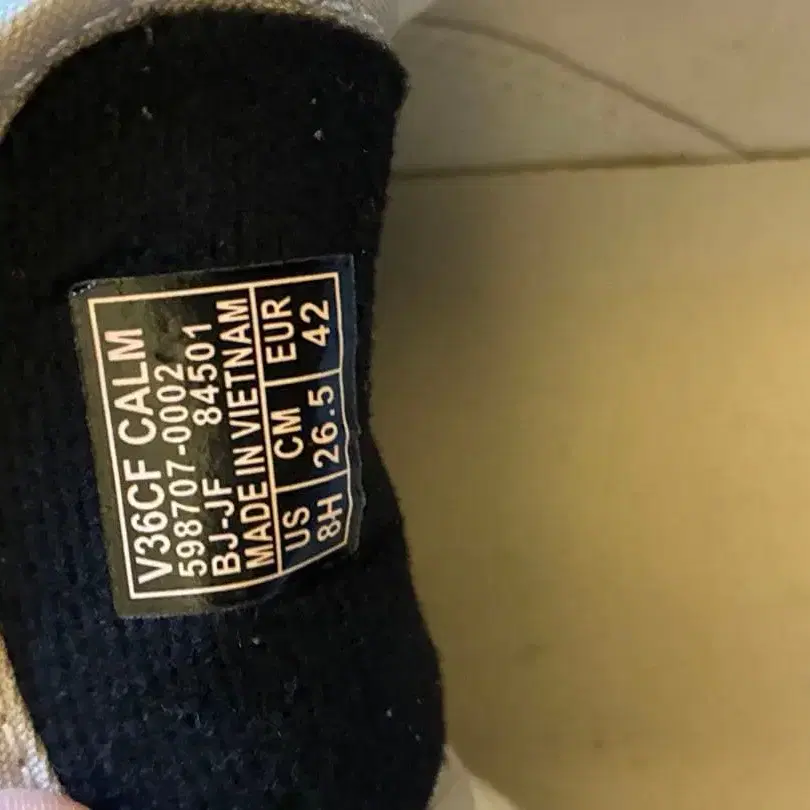 V36CF CALM
598707-0002
BJ-JF 84501
MADE IN VIETNAM
US CM EUR
8H 26.5 42